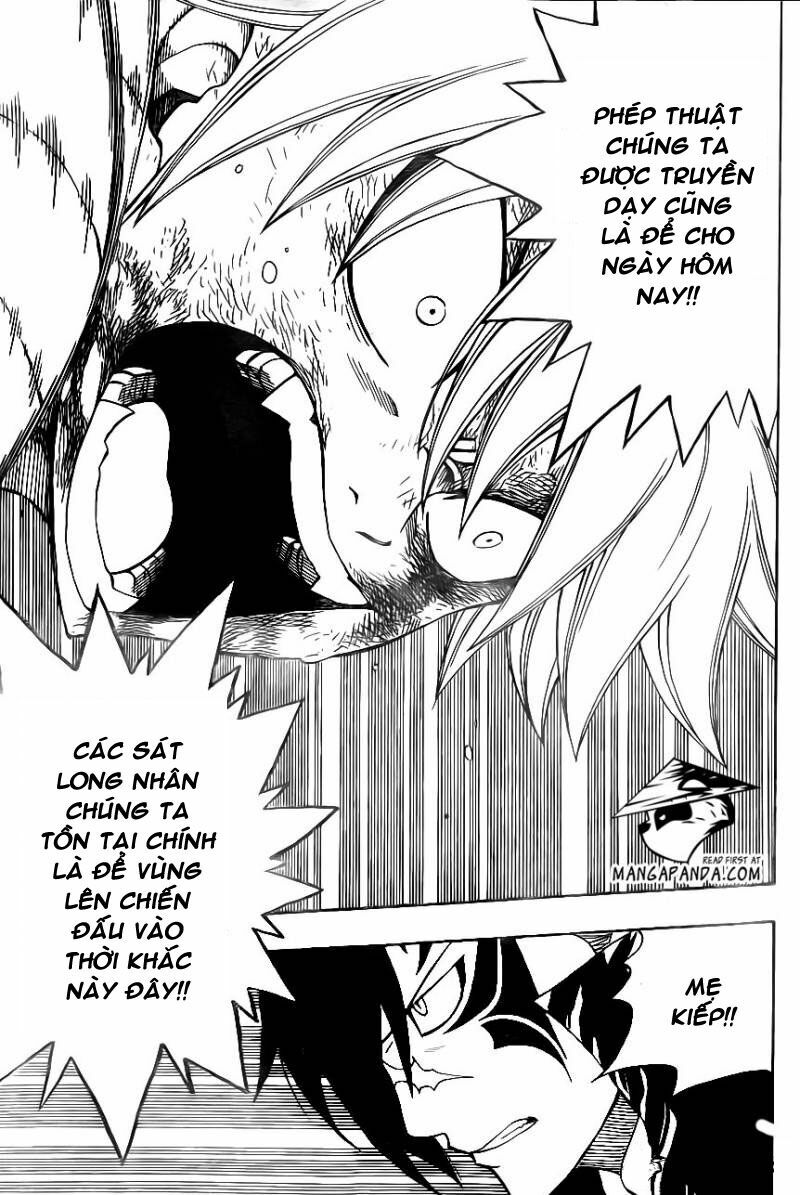 PHÉP THUẬT
CHÚNG TA
ĐƯỢC TRUYỀN
DẠY CŨNG
LÀ ĐỂ CHO
NGÀY HÔM
NAY!!
CÁC SÁT
LONG NHÂN
CHÚNG TA
TỒN TẠI CHÍNH
LÀ ĐỂ VÙNG
LÊN CHIẾN
ĐẤU VÀO
THỜI KHẮC
NÀY ĐÂY!!
READ FIRST AT
MANGAPANDA.COM
MẸ
KIẾP!!